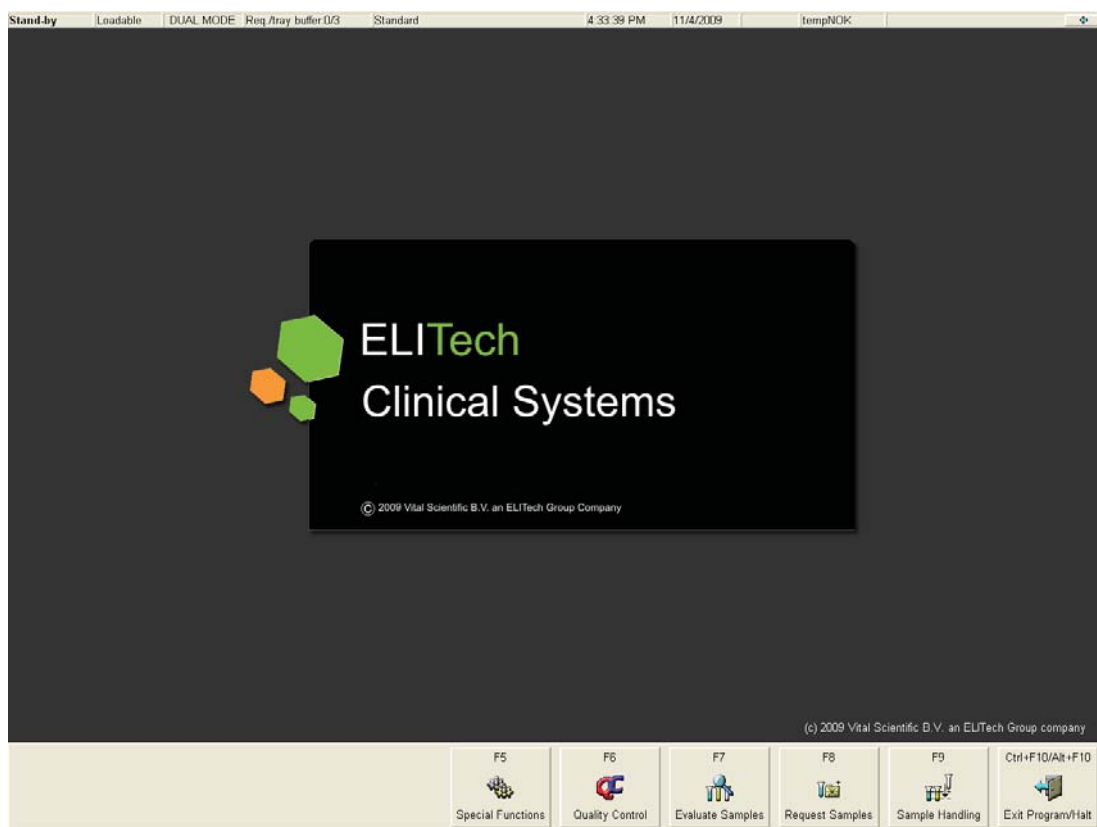 Stand-by Loadable DUAL MODE Req./tray buffer:0/3 Standard 4:33:39 PM 11/4/2009 tempNOK
ELITech
Clinical Systems
© 2009 Vital Scientific B.V. an ELITech Group Company
(c) 2009 Vital Scientific B.V. an ELITech Group company
F5 F6 F7 F8 F9 Ctrl+F10/Alt+F10
Special Functions Quality Control Evaluate Samples Request Samples Sample Handling Exit Program/Halt